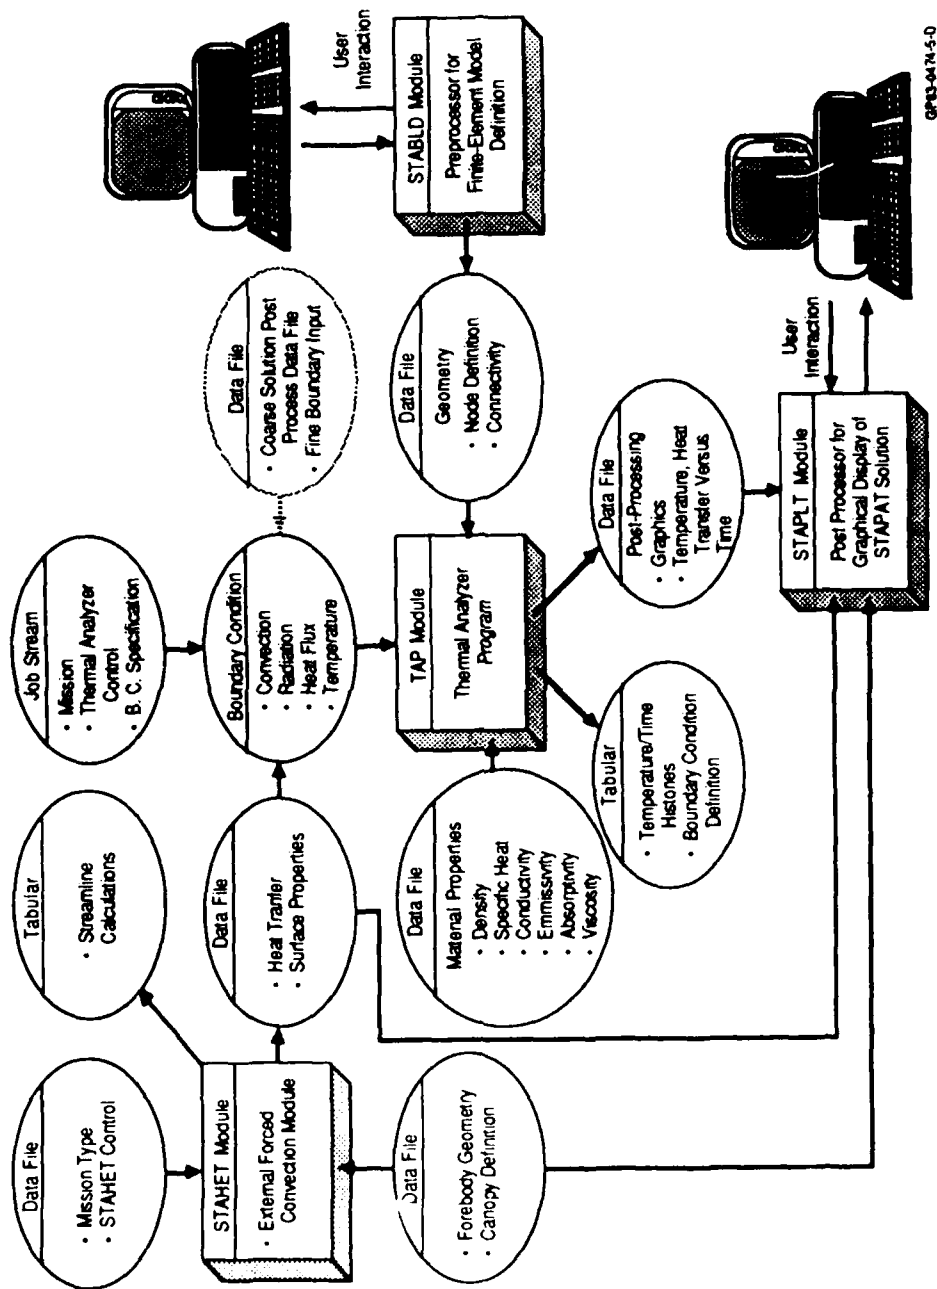 Data File
· Mission Type
· STAHET Control
Tabular
· Streamline
Calculations
Job Stream
· Mission
· Thermal Analyzer
Control
· B. C. Specification
Data File
· Coarse Solution Post
Process Data File
· Fine Boundary Input
User
Interaction
STAHET Module
· External Forced
Convection Module
Data File
· Heat Tranfer
· Surface Properties
Boundary Condition
· Convection
· Radiation
· Heat Flux
· Temperature
Data File
Geometry
· Node Definition
· Connectivity
STABLD Module
Preprocessor for
Finite-Element Model
Definition
Data File
· Forebody Geometry
· Canopy Definition
Data File
Material Properties
· Density
· Specific Heat
· Conductivity
· Emmissivity
· Absorptivity
· Viscosity
TAP Module
Thermal Analyzer
Program
Tabular
· Temperature/Time
Histories
· Boundary Condition
Definition
Data File
Post-Processing
· Graphics
· Temperature, Heat
Transfer Versus
Time
STAPLT Module
Post Processor for
Graphical Display of
STAPAT Solution
User
Interaction
GP83-0474-5-D